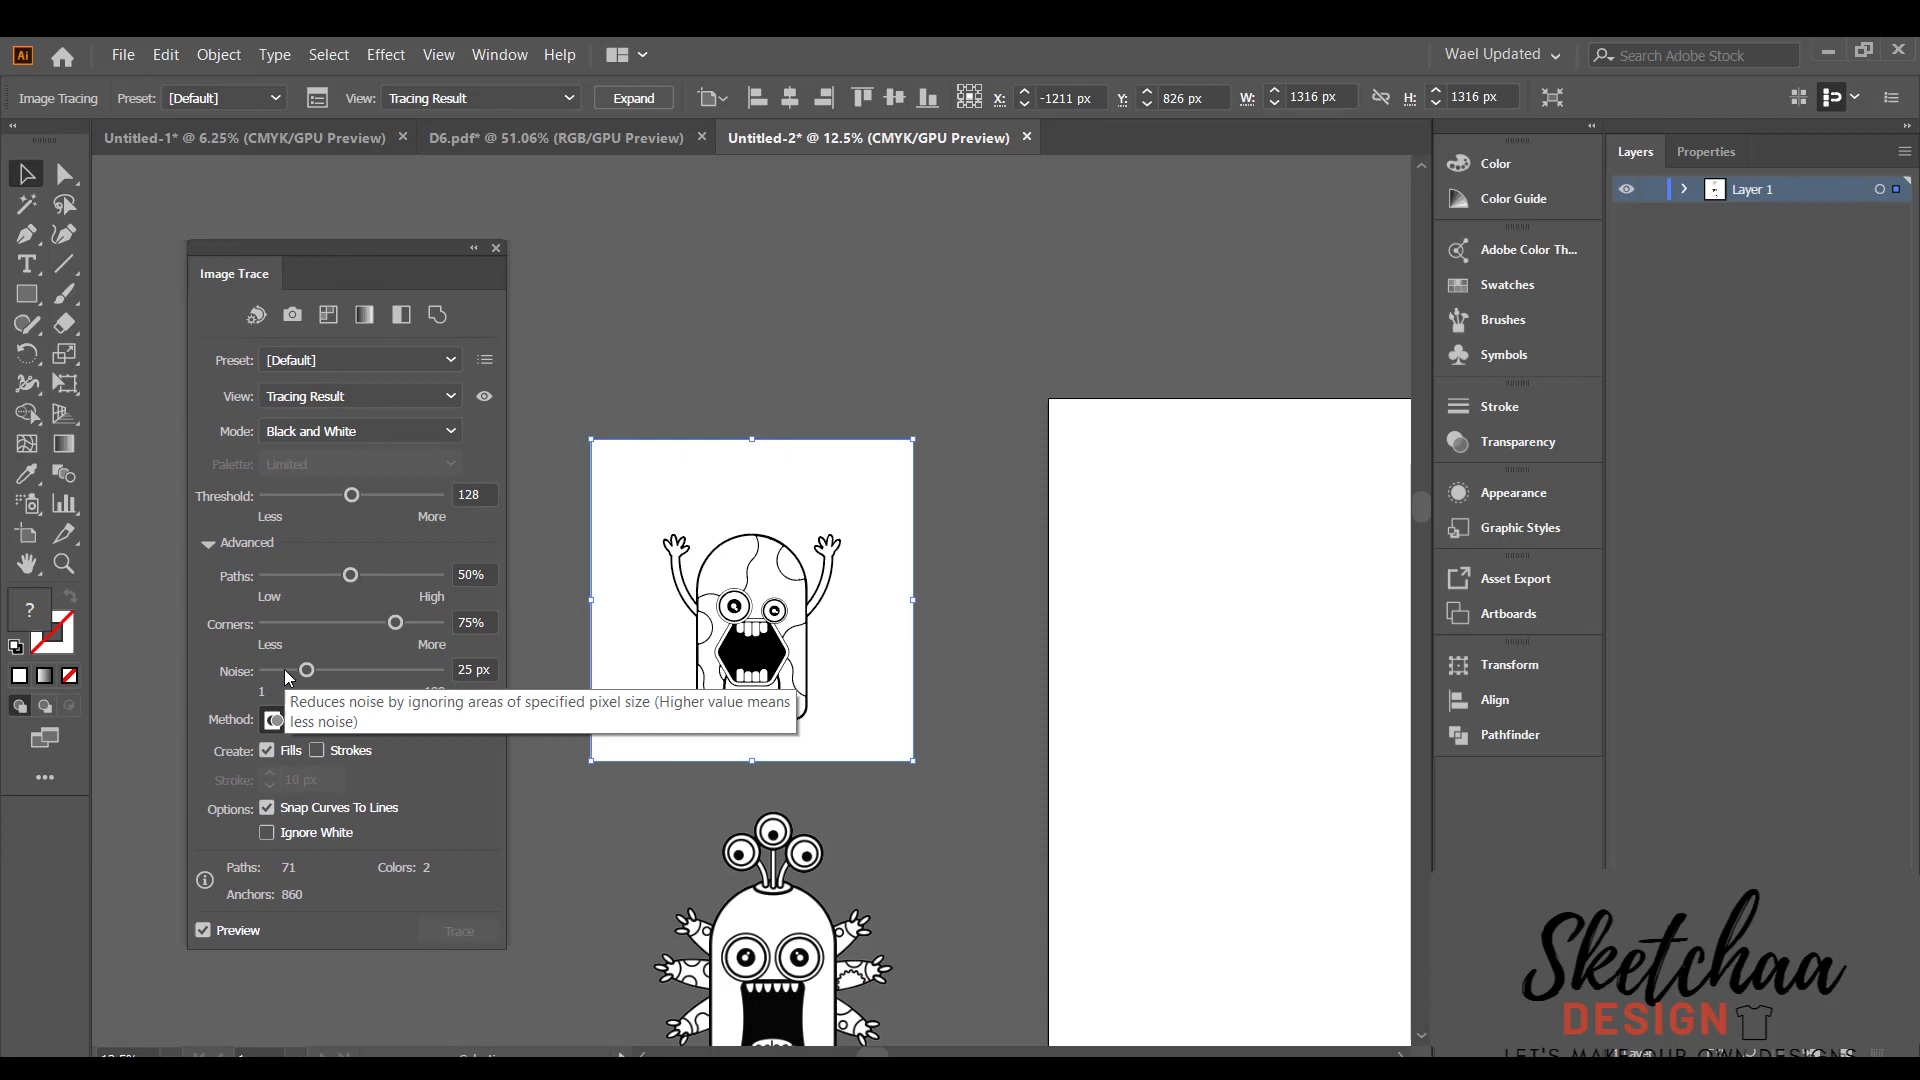 Ai File Edit Object Type Select Effect View Window Help Wael Updated Search Adobe Stock
Image Tracing Preset: [Default] View: Tracing Result Expand X: -1211 px Y: 826 px W: 1316 px H: 1316 px
Untitled-1* @ 6.25% (CMYK/GPU Preview) D6.pdf* @ 51.06% (RGB/GPU Preview) Untitled-2* @ 12.5% (CMYK/GPU Preview)
Image Trace
Preset: [Default]
View: Tracing Result
Mode: Black and White
Palette: Limited
Threshold: 128
Less More
Advanced
Paths: 50%
Low High
Corners: 75%
Less More
Noise: 25 px
1
Reduces noise by ignoring areas of specified pixel size (Higher value means
less noise)
Method:
Create: Fills Strokes
Stroke: 10 px
Options: Snap Curves To Lines
Ignore White
Paths: 71 Colors: 2
Anchors: 860
Preview Trace
?
Color
Color Guide
Adobe Color Th...
Swatches
Brushes
Symbols
Stroke
Transparency
Appearance
Graphic Styles
Asset Export
Artboards
Transform
Align
Pathfinder
Layers Properties
Layer 1
Sketchaa
DESIGN
LET'S MAKE OUR OWN DESIGNS